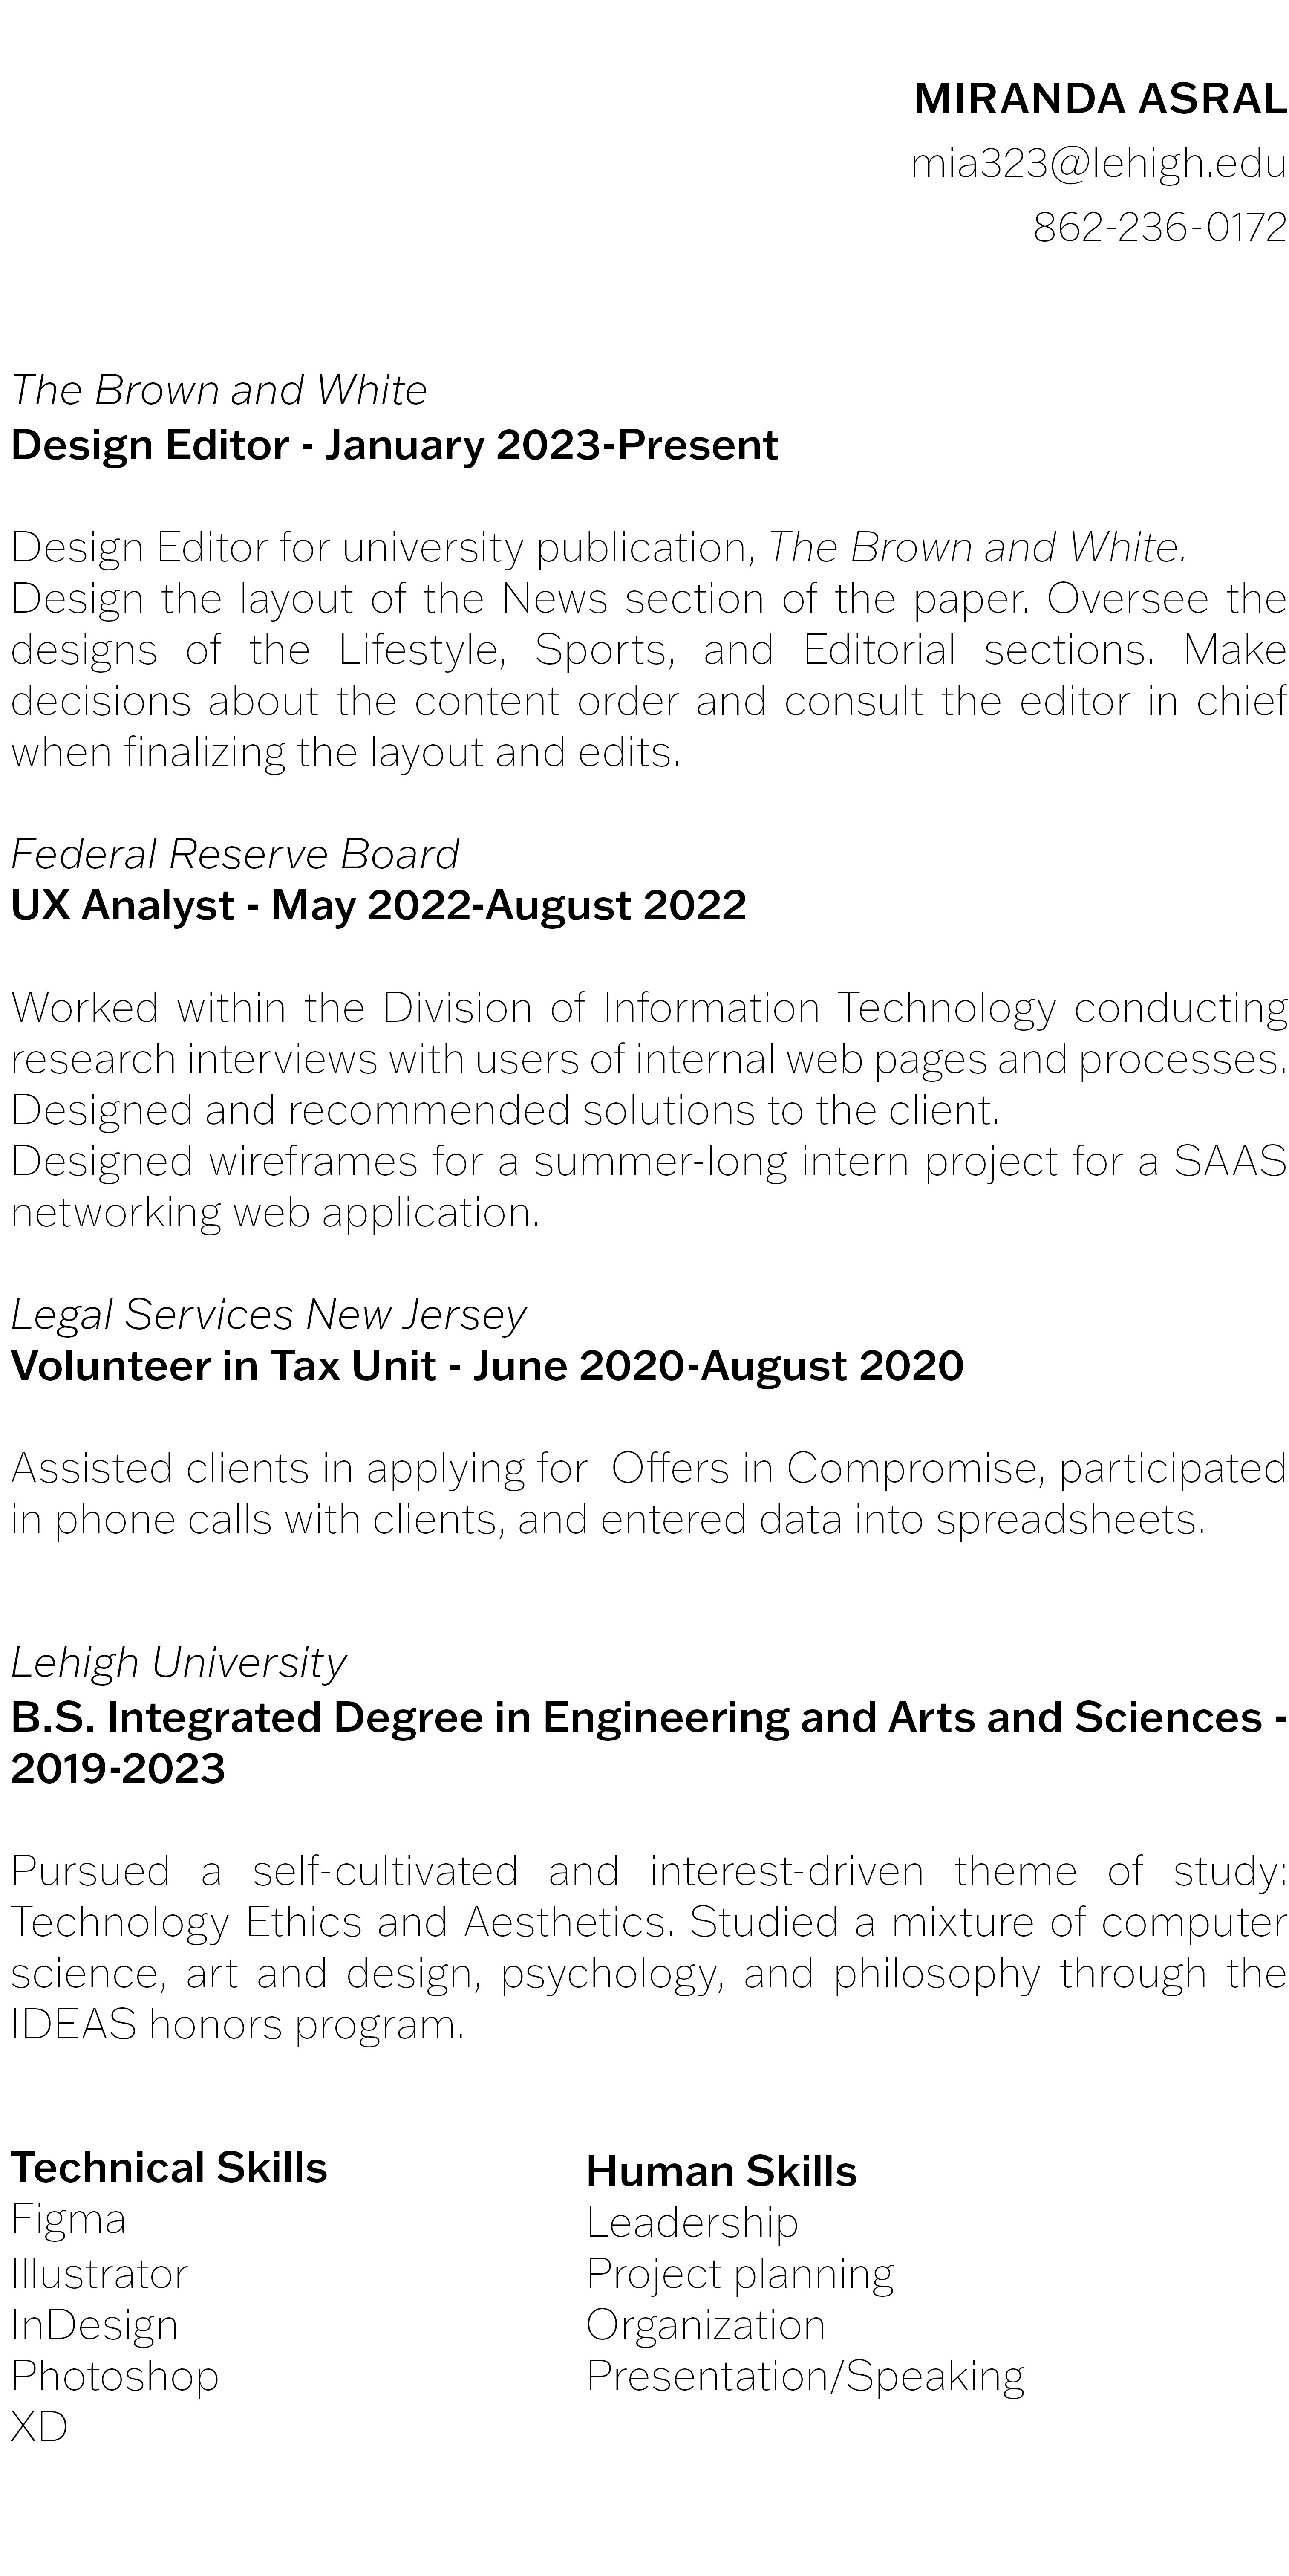 MIRANDA ASRAL
mia323@lehigh.edu
862-236-0172
The Brown and White
Design Editor - January 2023-Present
Design Editor for university publication, The Brown and White.
Design the layout of the News section of the paper. Oversee the
designs of the Lifestyle, Sports, and Editorial sections. Make
decisions about the content order and consult the editor in chief
when finalizing the layout and edits.
Federal Reserve Board
UX Analyst - May 2022-August 2022
Worked within the Division of Information Technology conducting
research interviews with users of internal web pages and processes.
Designed and recommended solutions to the client.
Designed wireframes for a summer-long intern project for a SAAS
networking web application.
Legal Services New Jersey
Volunteer in Tax Unit - June 2020-August 2020
Assisted clients in applying for  Offers in Compromise, participated
in phone calls with clients, and entered data into spreadsheets.
Lehigh University
B.S. Integrated Degree in Engineering and Arts and Sciences -
2019-2023
Pursued a self-cultivated and interest-driven theme of study:
Technology Ethics and Aesthetics. Studied a mixture of computer
science, art and design, psychology, and philosophy through the
IDEAS honors program.
Technical Skills
Figma
Illustrator
InDesign
Photoshop
XD
Human Skills
Leadership
Project planning
Organization
Presentation/Speaking